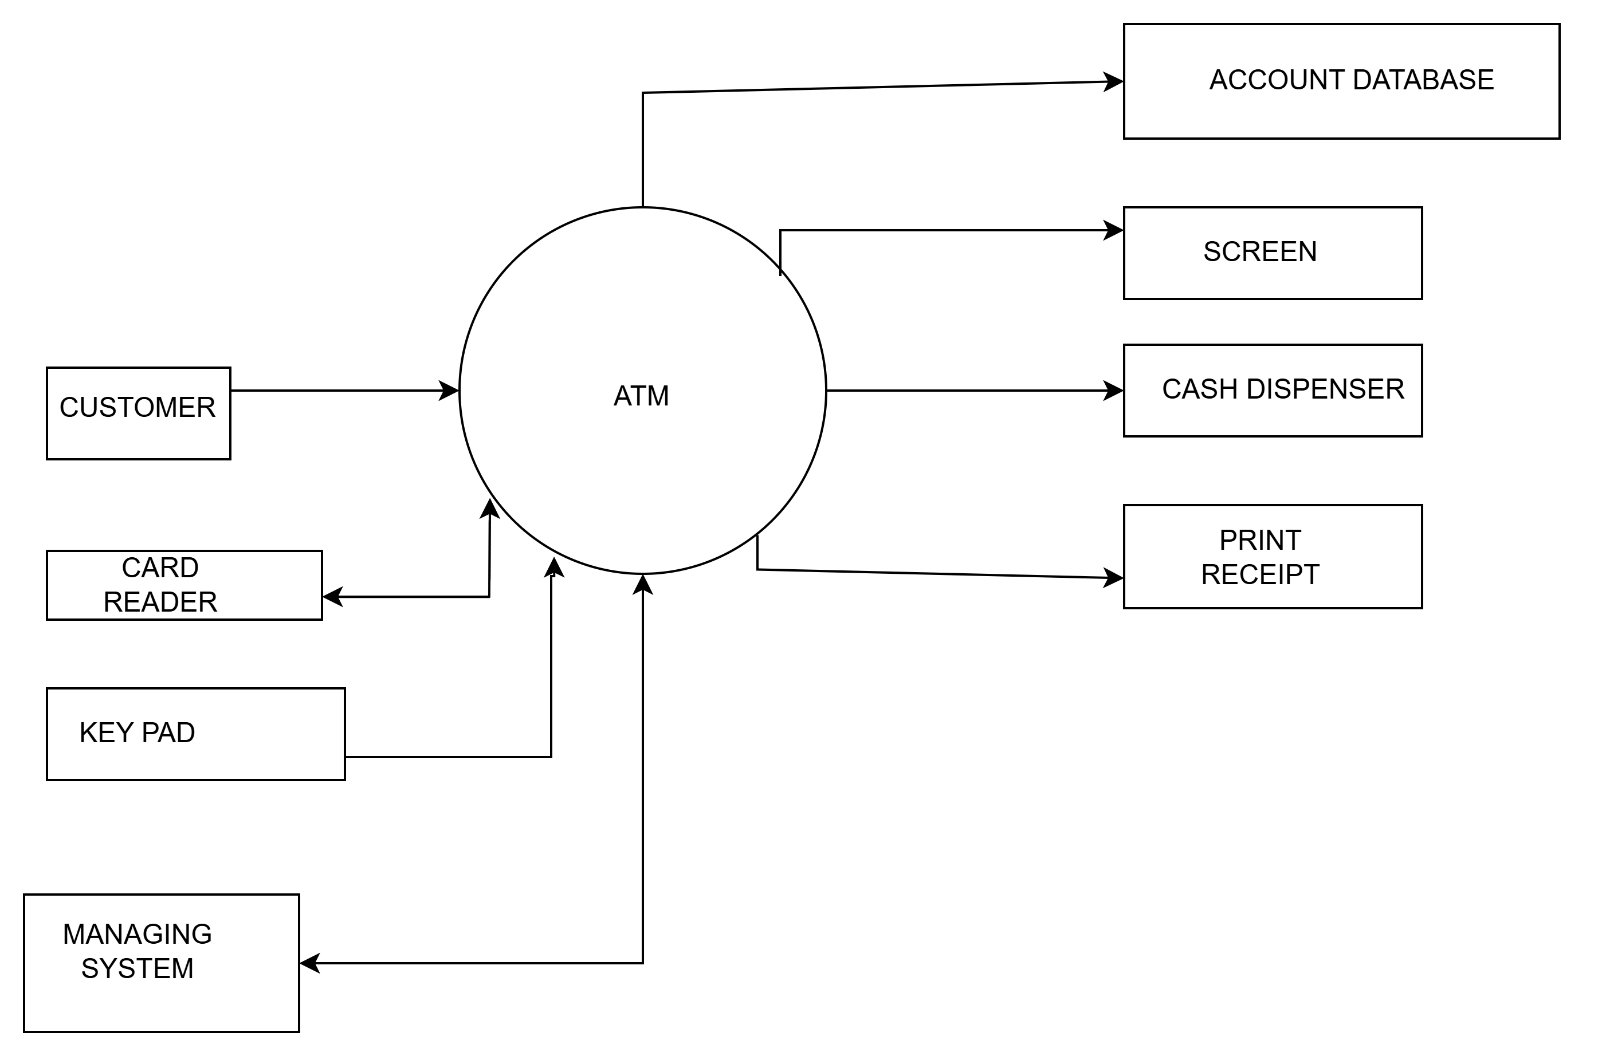 ACCOUNT DATABASE
SCREEN
CASH DISPENSER
ATM
CUSTOMER
PRINT
RECEIPT
CARD
READER
KEY PAD
MANAGING
SYSTEM